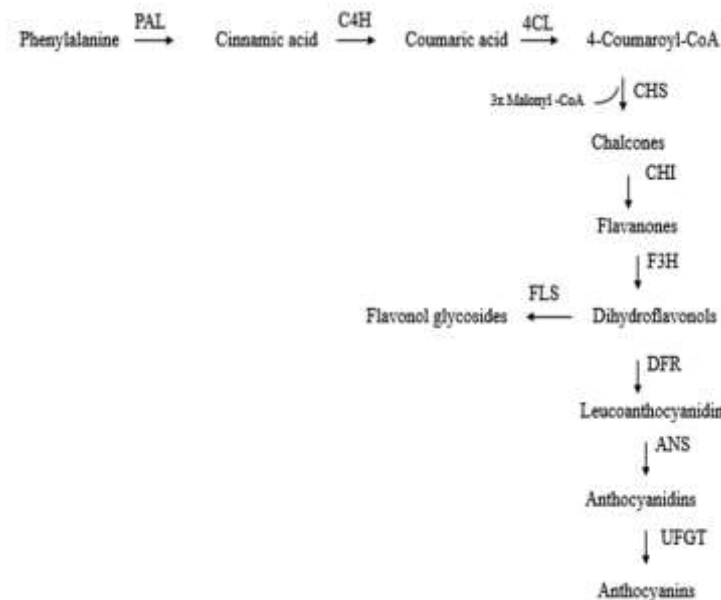 PAL C4H 4CL
Phenylalanine Cinnamic acid Coumaric acid 4-Coumaroyl-CoA
3x Malonyl -CoA CHS
Chalcones
CHI
Flavanones
F3H
FLS
Flavonol glycosides Dihydroflavonols
DFR
Leucoanthocyanidin
ANS
Anthocyanidins
UFGT
Anthocyanins